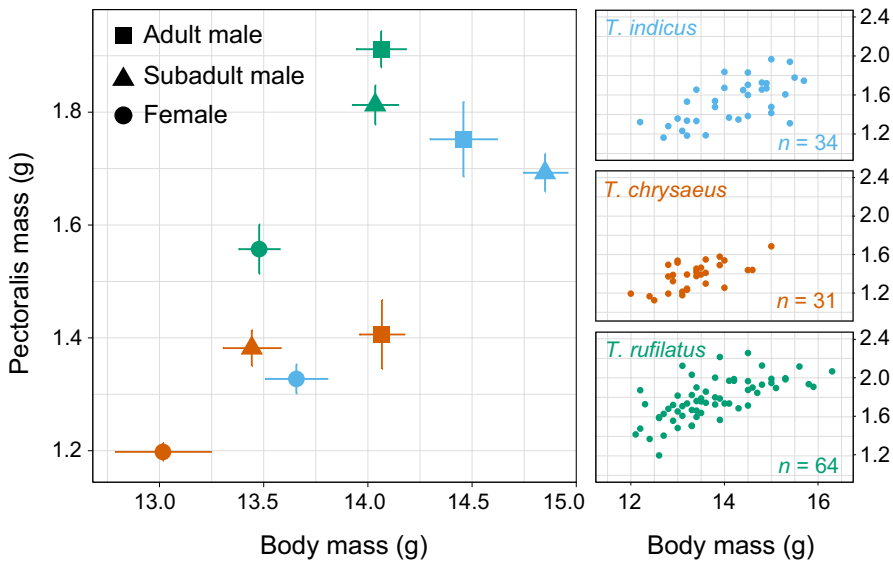 Adult male
Subadult male
Female
1.8
1.6
1.4
1.2
Pectoralis mass (g)
13.0
13.5
14.0
14.5
15.0
Body mass (g)
T. indicus
n = 34
2.4
2.0
1.6
1.2
T. chrysaeus
n = 31
2.4
2.0
1.6
1.2
T. rufilatus
n = 64
2.4
2.0
1.6
1.2
12
14
16
Body mass (g)